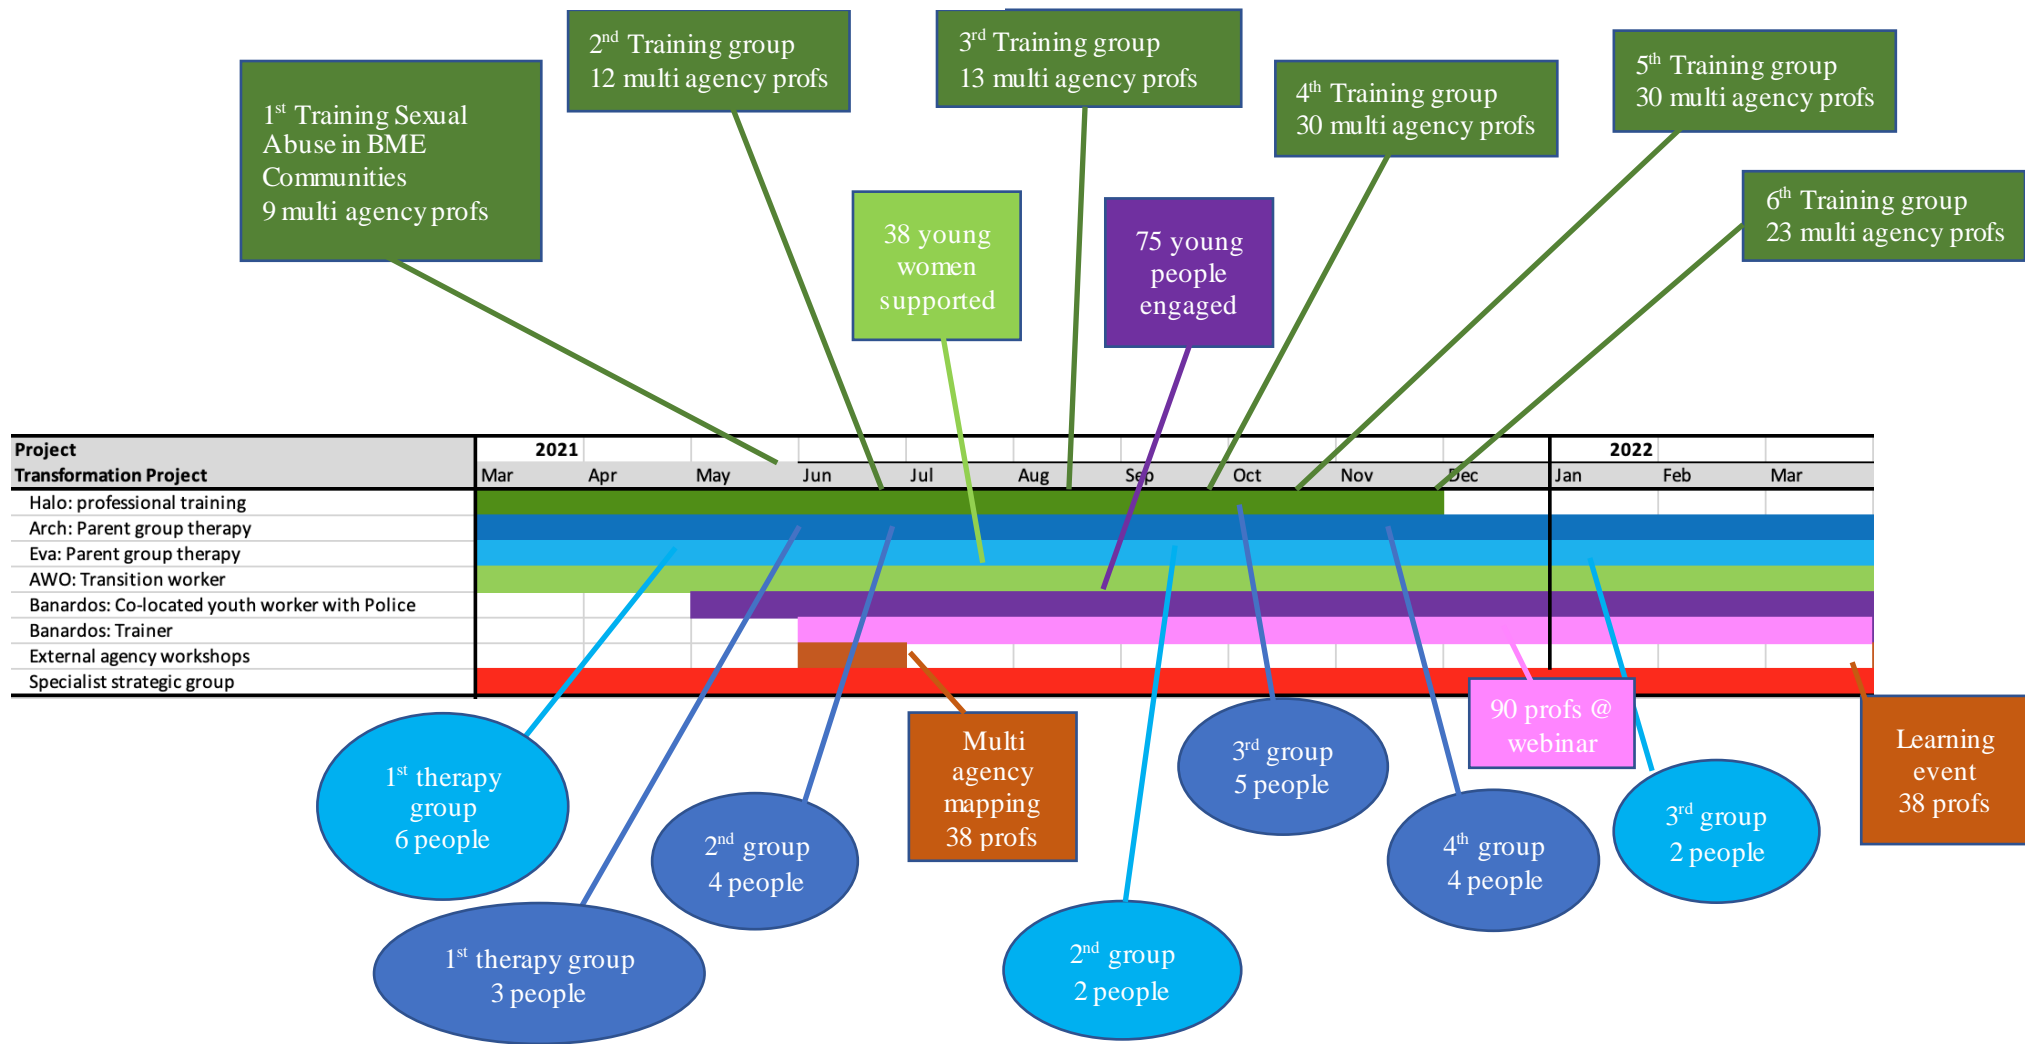 2nd Training group
12 multi agency profs
3rd Training group
13 multi agency profs
5th Training group
30 multi agency profs
1st Training Sexual
Abuse in BME
Communities
9 multi agency profs
4th Training group
30 multi agency profs
6th Training group
23 multi agency profs
38 young
women
supported
75 young
people
engaged
Project 2021 2022
Transformation Project Mar Apr May Jun Jul Aug Sep Oct Nov Dec Jan Feb Mar
Halo: professional training
Arch: Parent group therapy
Eva: Parent group therapy
AWO: Transition worker
Banardos: Co-located youth worker with Police
Banardos: Trainer
External agency workshops
Specialist strategic group
1st therapy
group
6 people
1st therapy group
3 people
2nd group
4 people
Multi
agency
mapping
38 profs
2nd group
2 people
3rd group
5 people
4th group
4 people
90 profs @
webinar
3rd group
2 people
Learning
event
38 profs